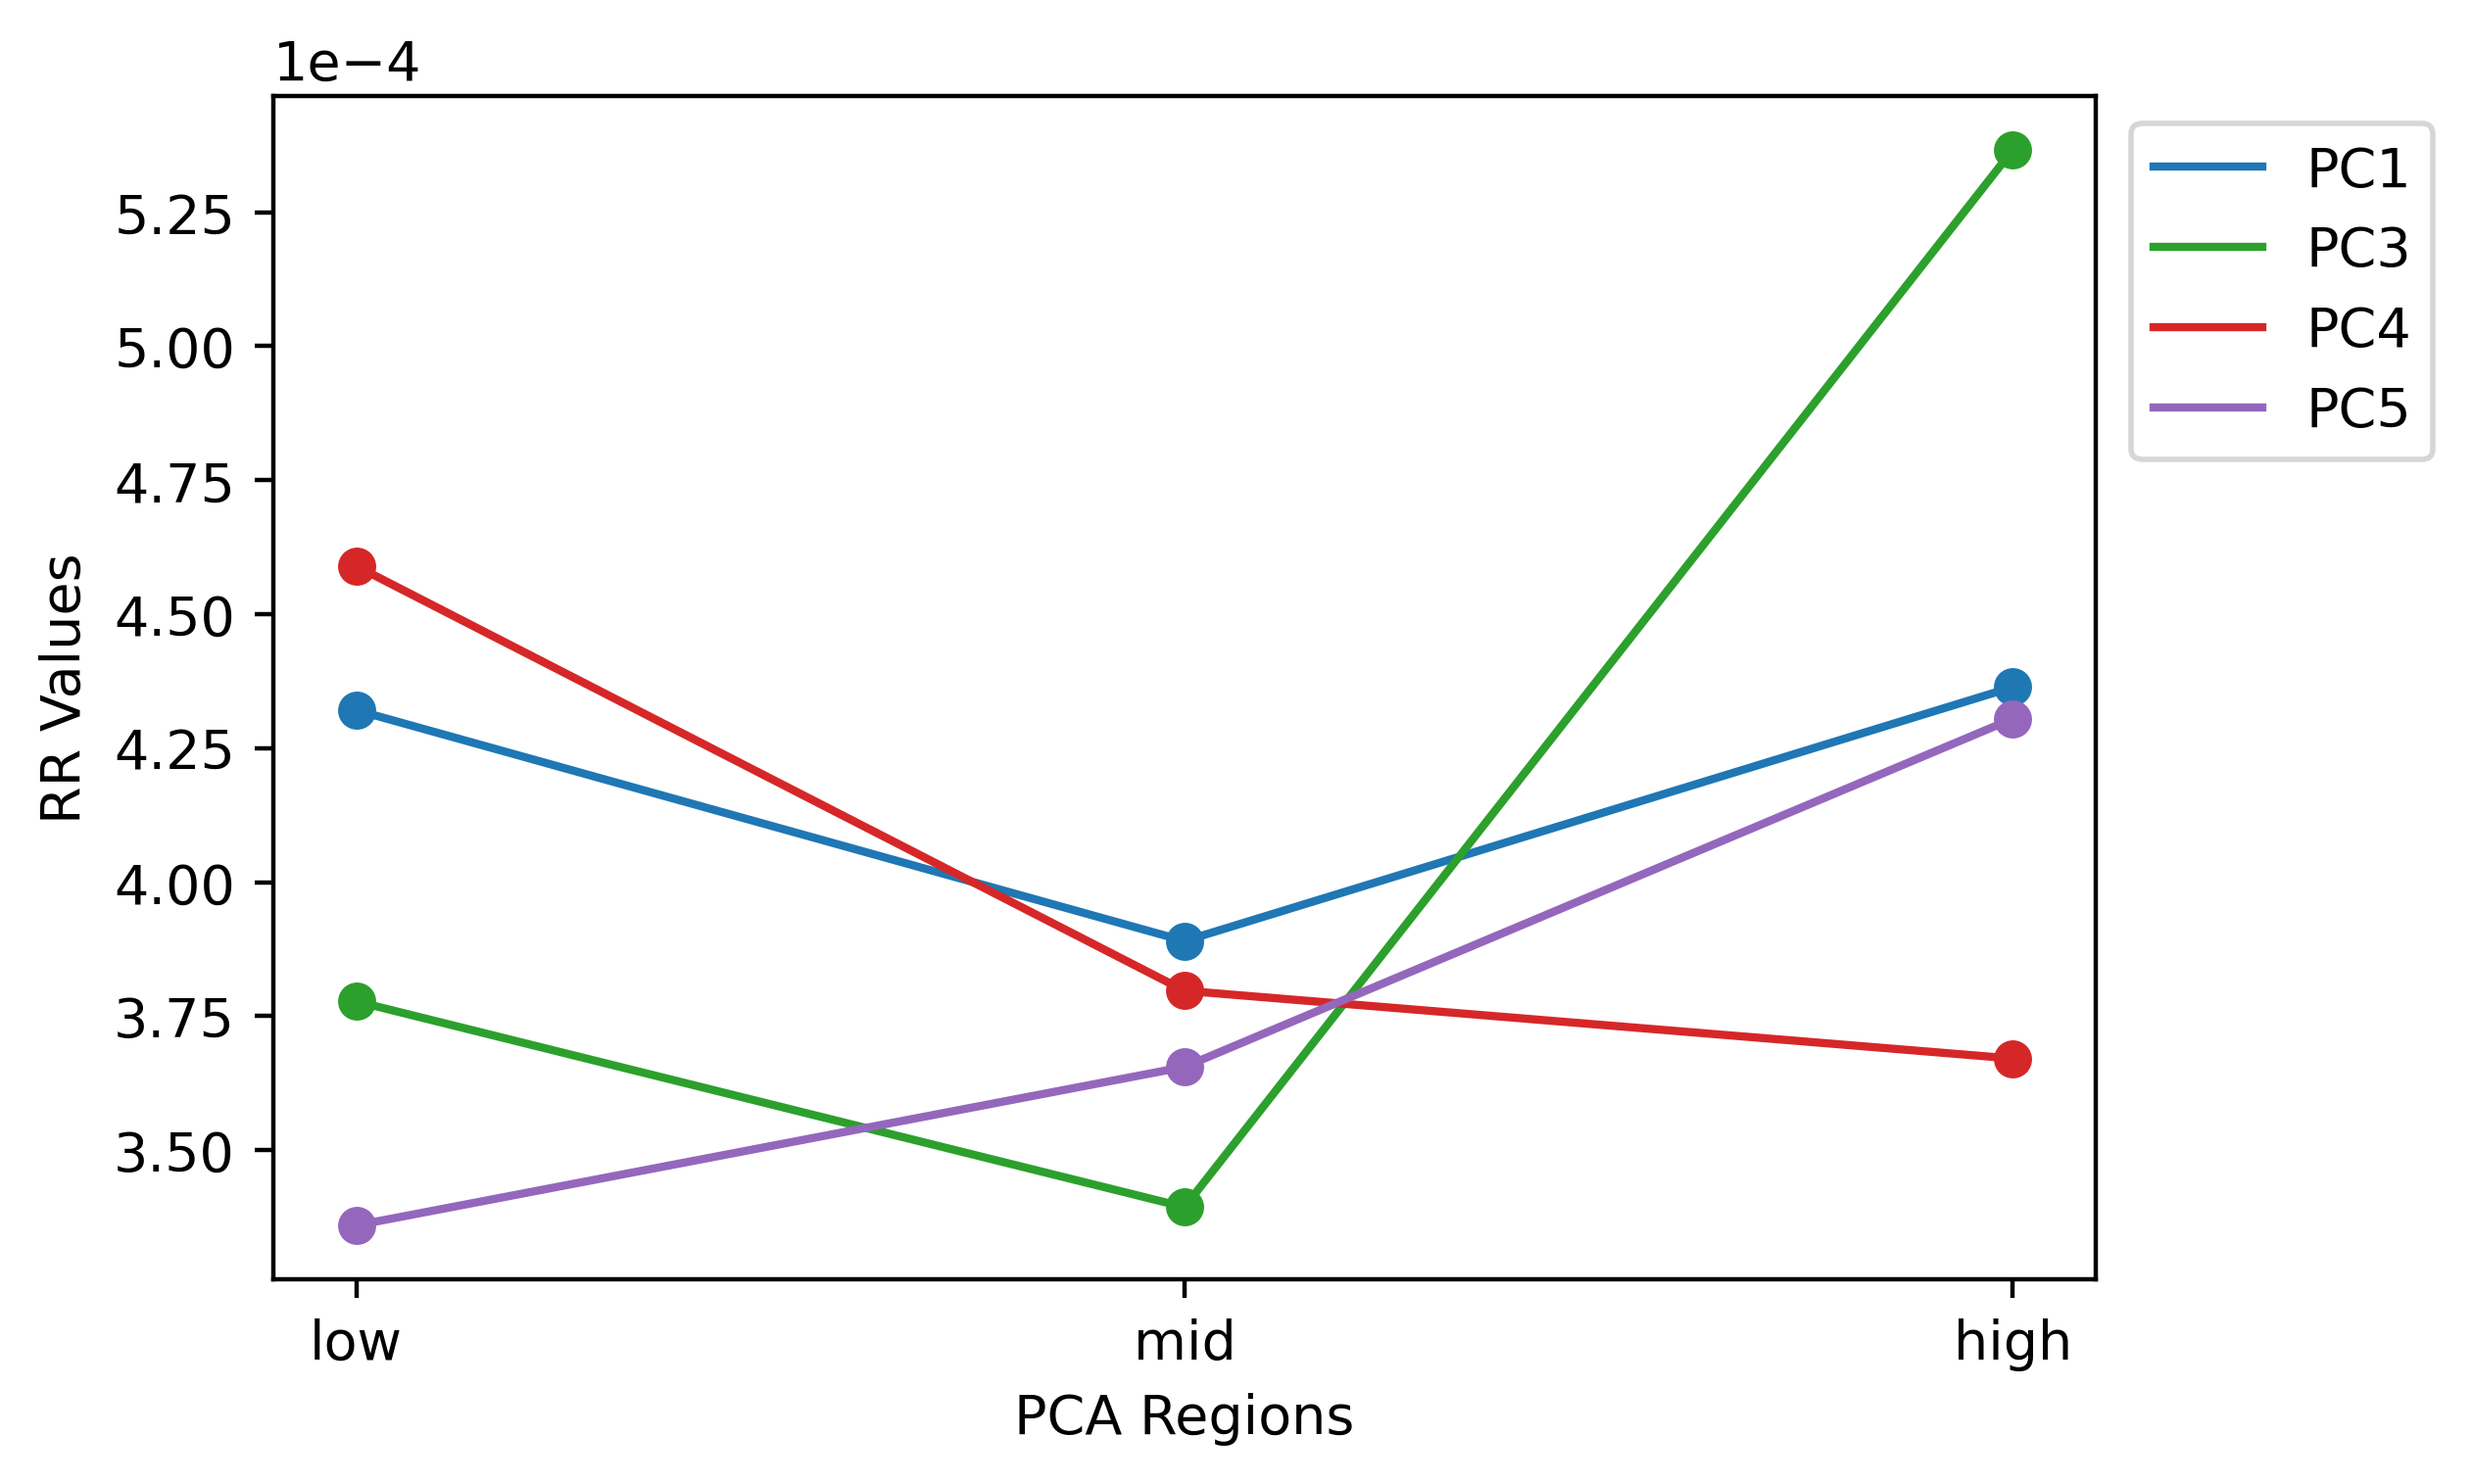 1e−4
5.25
5.00
4.75
4.50
4.25
4.00
3.75
3.50
RR Values
low
mid
high
PCA Regions
PC1
PC3
PC4
PC5